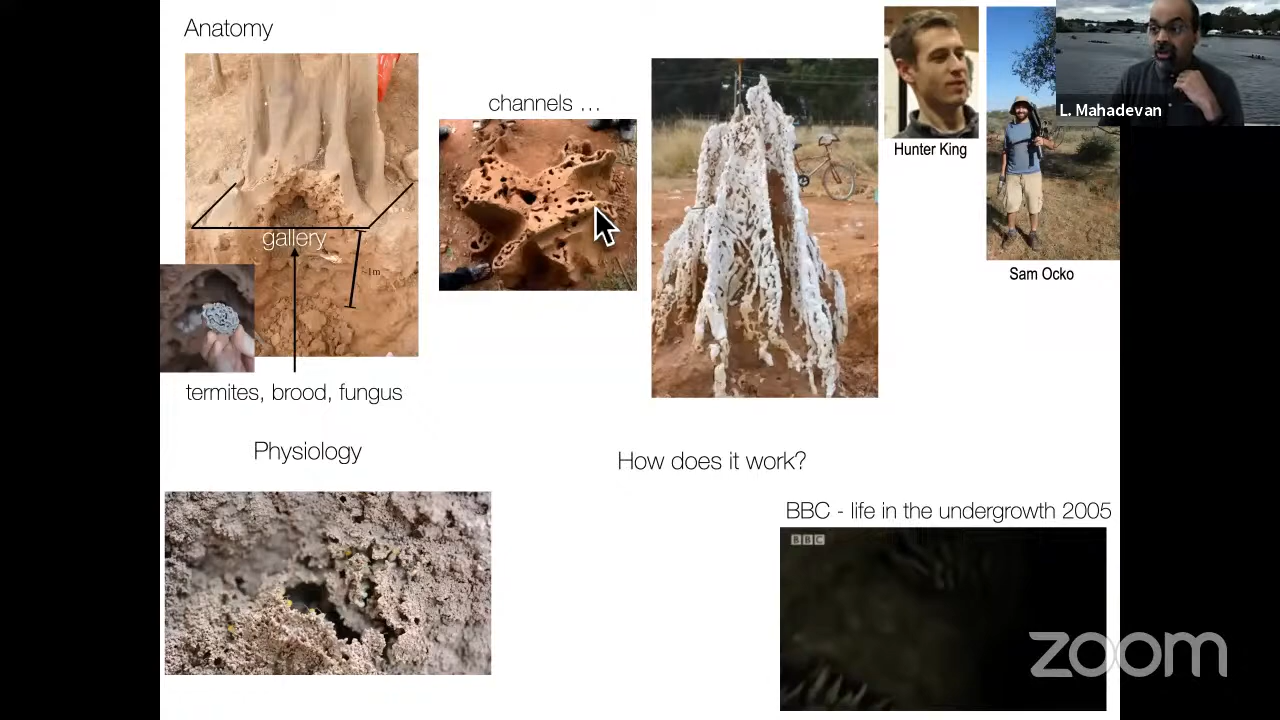 Anatomy
channels ...
L. Mahadevan
Hunter King
gallery
~1m
Sam Ocko
termites, brood, fungus
Physiology
How does it work?
BBC - life in the undergrowth 2005
BBC
zoom